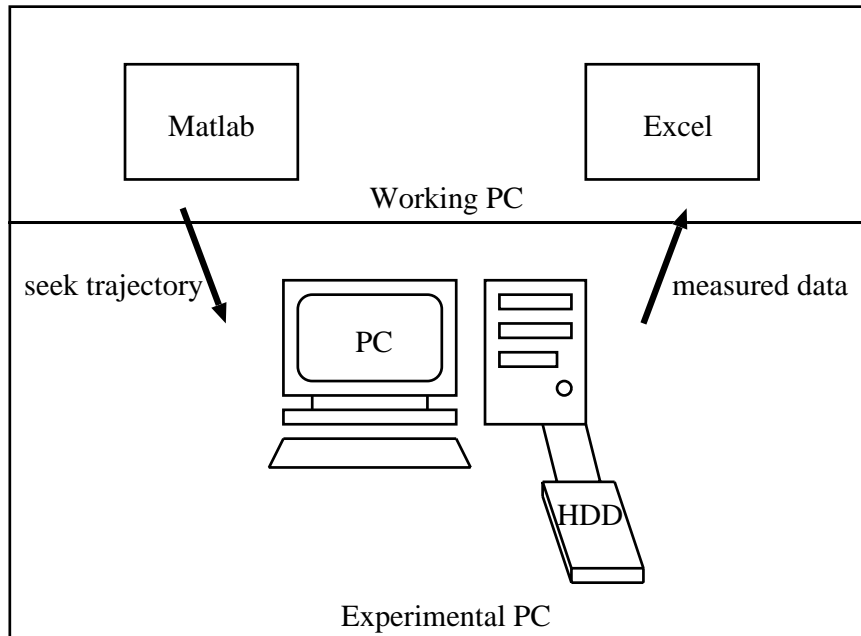 Matlab
Excel
Working PC
seek trajectory
measured data
PC
HDD
Experimental PC